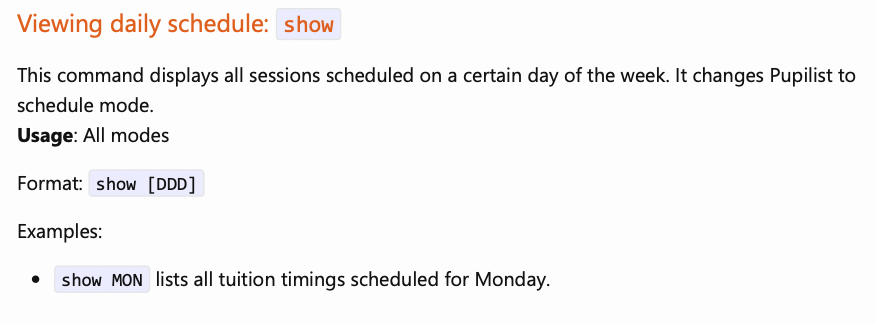 Viewing daily schedule: show
This command displays all sessions scheduled on a certain day of the week. It changes Pupilist to
schedule mode.
Usage: All modes
Format: show [DDD]
Examples:
• show MON lists all tuition timings scheduled for Monday.